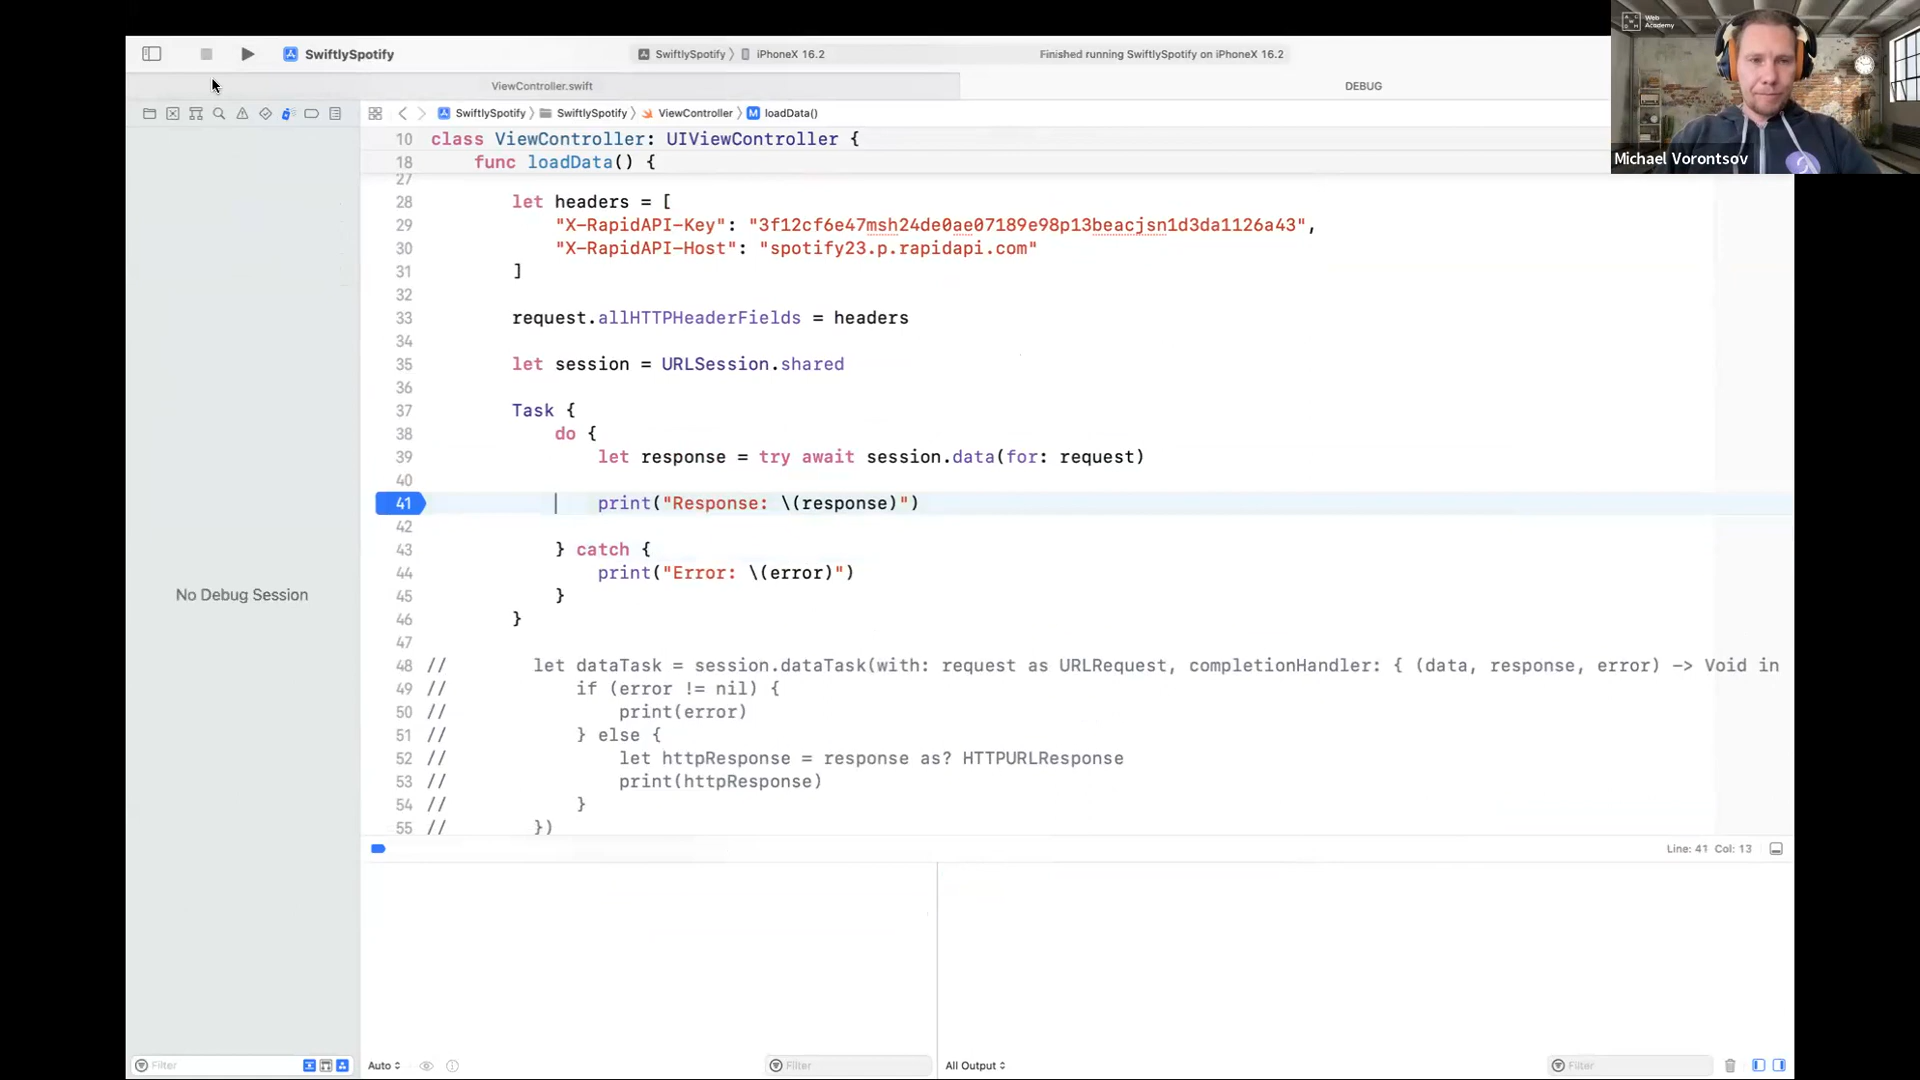 SwiftlySpotify
SwiftlySpotify 〉 iPhoneX 16.2
Finished running SwiftlySpotify on iPhoneX 16.2
Web
Academy
ViewController.swift
DEBUG
SwiftlySpotify 〉 SwiftlySpotify 〉 ViewController 〉 M loadData()
Michael Vorontsov
10 class ViewController: UIViewController {
18 func loadData() {
27
28 let headers = [
29 "X-RapidAPI-Key": "3f12cf6e47msh24de0ae07189e98p13beacjsn1d3da1126a43",
30 "X-RapidAPI-Host": "spotify23.p.rapidapi.com"
31 ]
32
33 request.allHTTPHeaderFields = headers
34
35 let session = URLSession.shared
36
37 Task {
38 do {
39 let response = try await session.data(for: request)
40
41 print("Response: \(response)")
42
43 } catch {
44 print("Error: \(error)")
45 }
46 }
47
48 // let dataTask = session.dataTask(with: request as URLRequest, completionHandler: { (data, response, error) -> Void in
49 // if (error != nil) {
50 // print(error)
51 // } else {
52 // let httpResponse = response as? HTTPURLResponse
53 // print(httpResponse)
54 // }
55 // })
No Debug Session
Line: 41 Col: 13
Filter
Auto
Filter
All Output
Filter